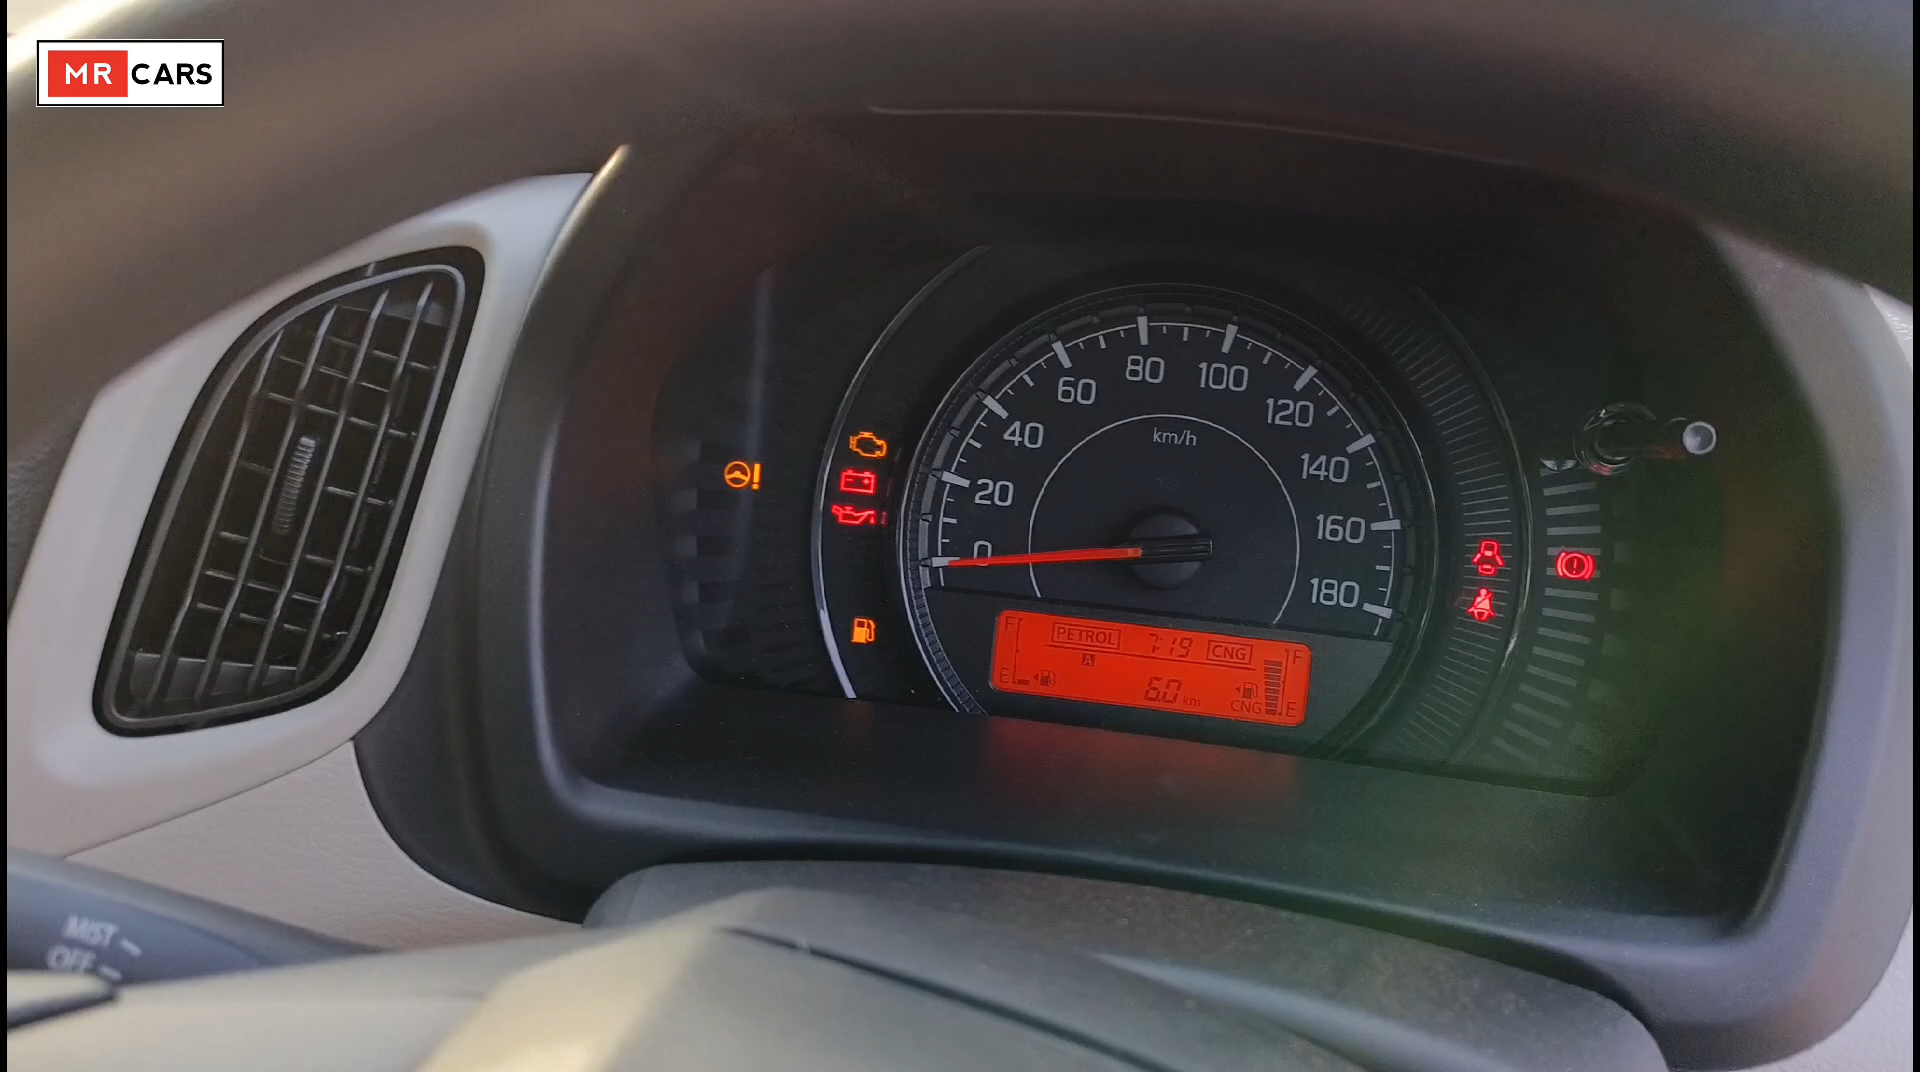 MR CARS
80
60
100
40
120
km/h
20
140
160
0
180
F
PETROL
7:19
CNG
F
A
E
6.0 km
CNG
E
MIST
OFF